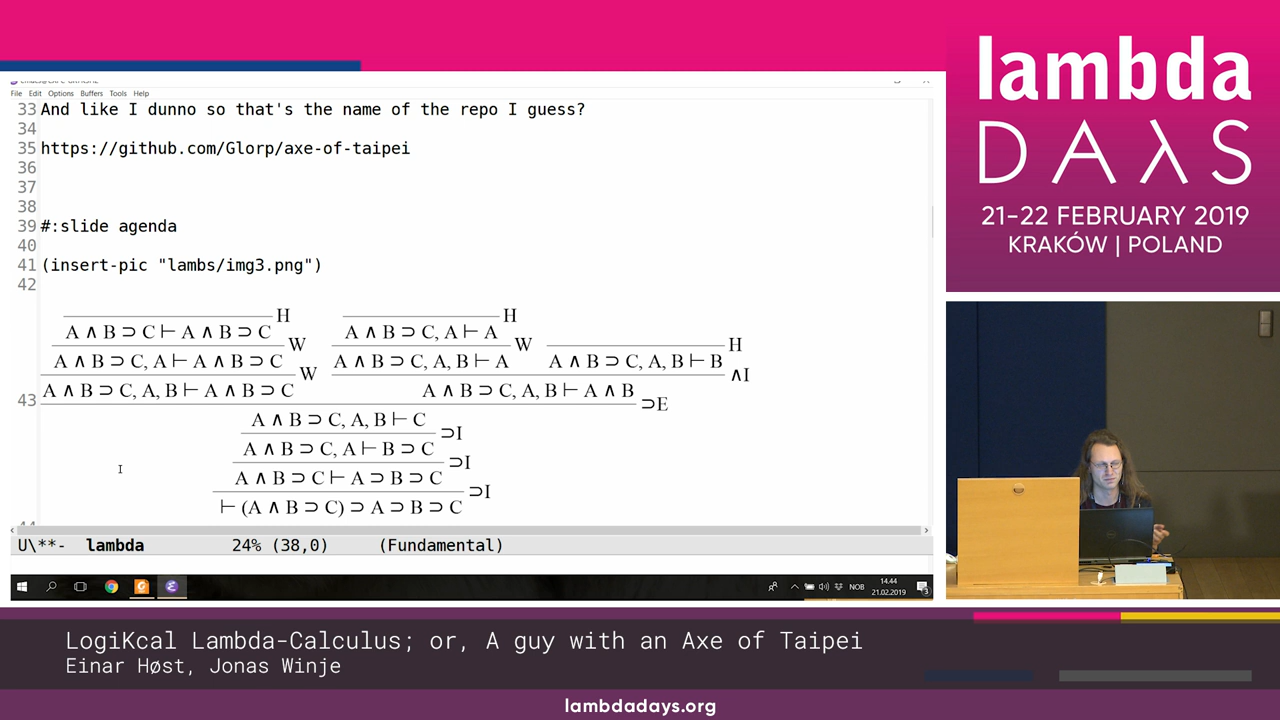 File Edit Options Buffers Tools Help
33 And like I dunno so that's the name of the repo I guess?
34
35 https://github.com/Glorp/axe-of-taipei
36
37
38
39 #:slide agenda
40
41 (insert-pic "lambs/img3.png")
42
H H
A ∧ B ⊃ C ⊢ A ∧ B ⊃ C A ∧ B ⊃ C, A ⊢ A
W W H
A ∧ B ⊃ C, A ⊢ A ∧ B ⊃ C A ∧ B ⊃ C, A, B ⊢ A A ∧ B ⊃ C, A, B ⊢ B
W ∧I
A ∧ B ⊃ C, A, B ⊢ A ∧ B ⊃ C A ∧ B ⊃ C, A, B ⊢ A ∧ B
43 ⊃E
A ∧ B ⊃ C, A, B ⊢ C
⊃I
A ∧ B ⊃ C, A ⊢ B ⊃ C
⊃I
A ∧ B ⊃ C ⊢ A ⊃ B ⊃ C
⊃I
⊢ (A ∧ B ⊃ C) ⊃ A ⊃ B ⊃ C
U\**- lambda 24% (38,0) (Fundamental)
NOB 14.44
21.02.2019
lambda
DAλS
21-22 FEBRUARY 2019
KRAKÓW | POLAND
LogiKcal Lambda-Calculus; or, A guy with an Axe of Taipei
Einar Høst, Jonas Winje
lambdadays.org